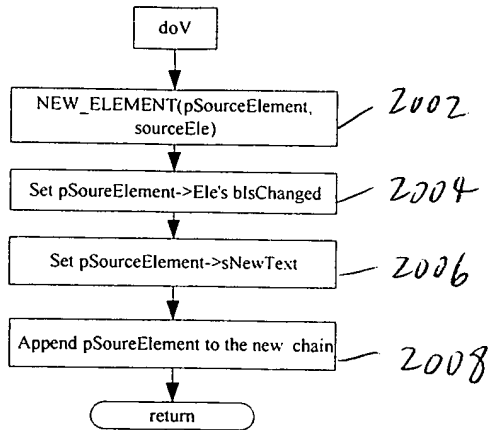 doV
NEW_ELEMENT(pSourceElement,
sourceEle)
2002
Set pSoureElement->Ele's bIsChanged
2004
Set pSourceElement->sNewText
2006
Append pSoureElement to the new chain
2008
return